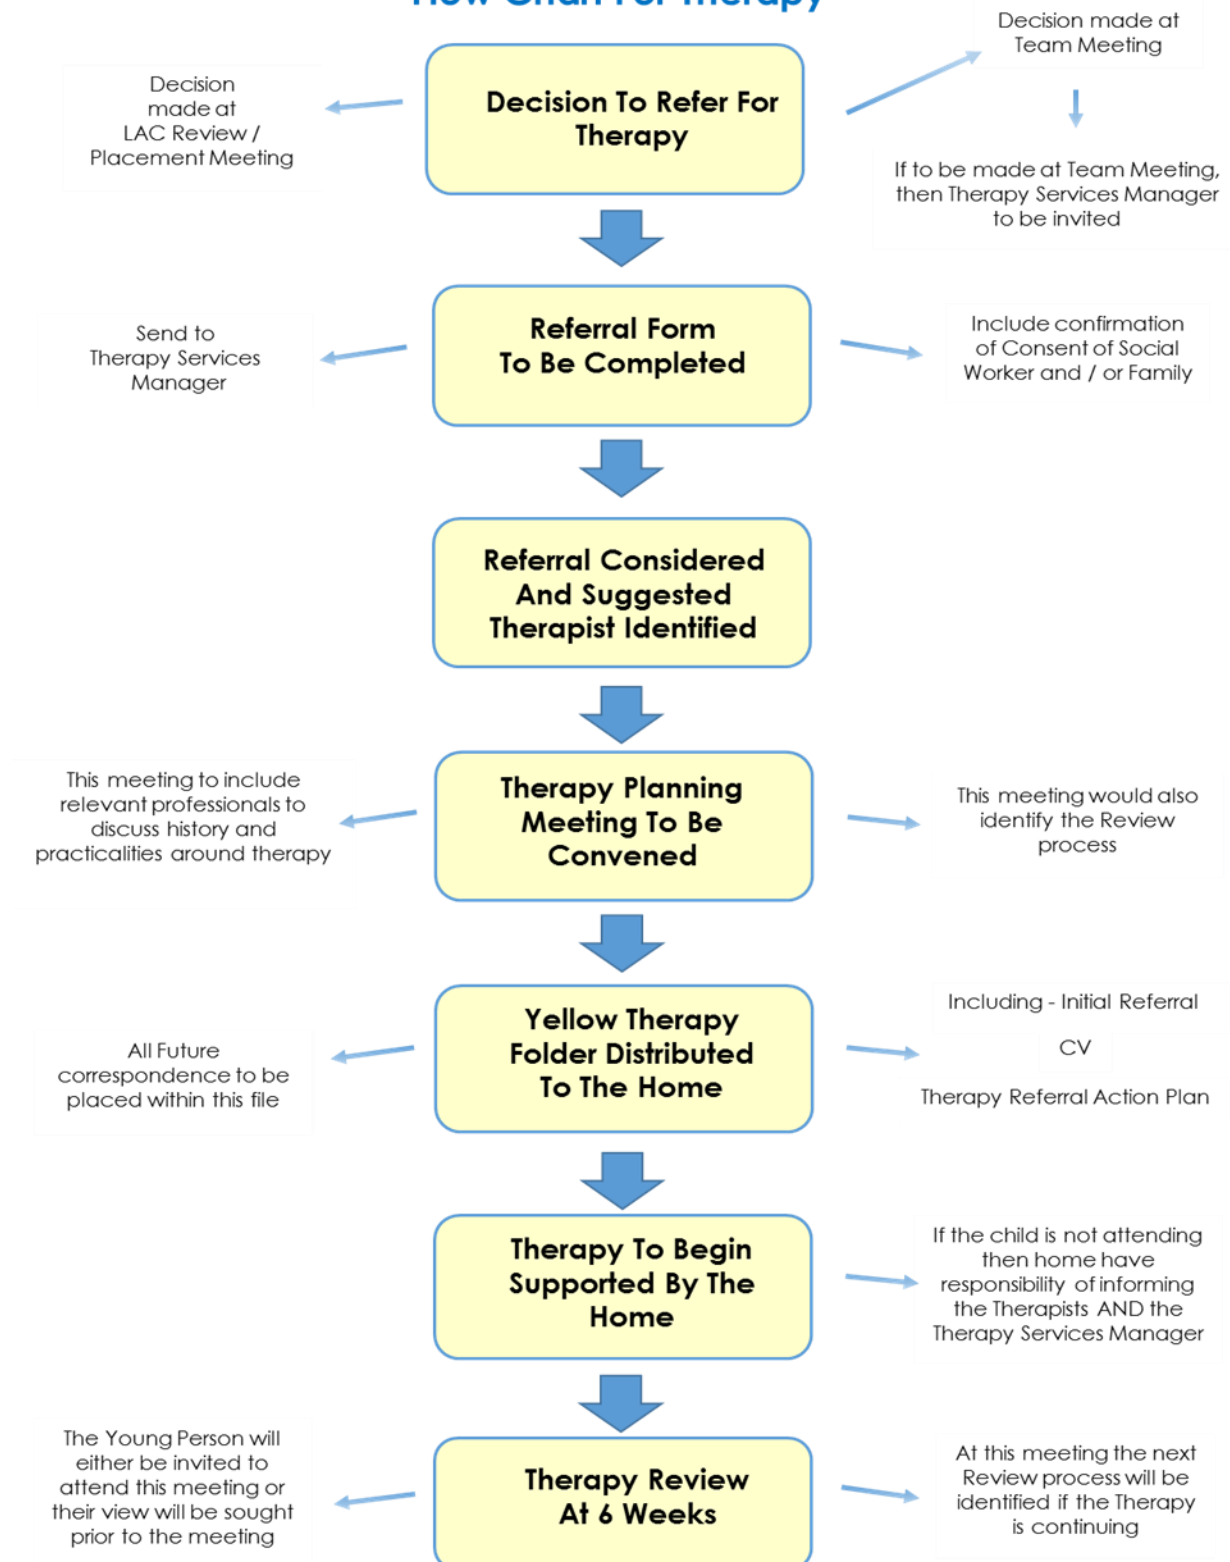 Flow Chart For Therapy
Decision made at
Team Meeting
Decision
made at
LAC Review /
Placement Meeting
Decision To Refer For
Therapy
If to be made at Team Meeting,
then Therapy Services Manager
to be invited
Send to
Therapy Services
Manager
Referral Form
To Be Completed
Include confirmation
of Consent of Social
Worker and / or Family
Referral Considered
And Suggested
Therapist Identified
This meeting to include
relevant professionals to
discuss history and
practicalities around therapy
Therapy Planning
Meeting To Be
Convened
This meeting would also
identify the Review
process
All Future
correspondence to be
placed within this file
Yellow Therapy
Folder Distributed
To The Home
Including - Initial Referral
CV
Therapy Referral Action Plan
Therapy To Begin
Supported By The
Home
If the child is not attending
then home have
responsibility of informing
the Therapists AND the
Therapy Services Manager
The Young Person will
either be invited to
attend this meeting or
their view will be sought
prior to the meeting
Therapy Review
At 6 Weeks
At this meeting the next
Review process will be
identified if the Therapy
is continuing